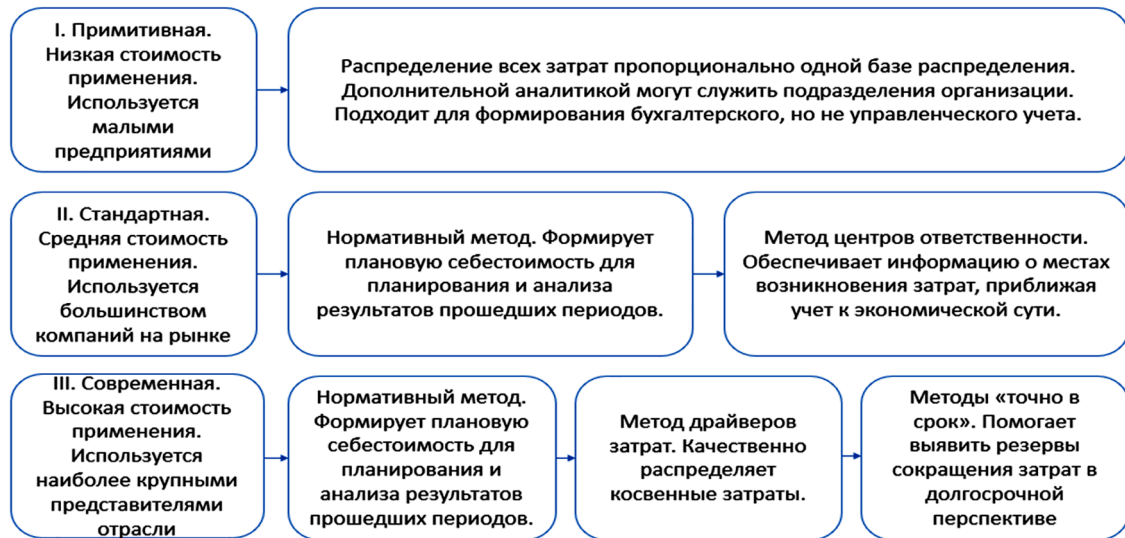 I. Примитивная.
Низкая стоимость
применения.
Используется
малыми
предприятиями
Распределение всех затрат пропорционально одной базе распределения.
Дополнительной аналитикой могут служить подразделения организации.
Подходит для формирования бухгалтерского, но не управленческого учета.
II. Стандартная.
Средняя стоимость
применения.
Используется
большинством
компаний на рынке
Нормативный метод. Формирует
плановую себестоимость для
планирования и анализа
результатов прошедших периодов.
Метод центров ответственности.
Обеспечивает информацию о местах
возникновения затрат, приближая
учет к экономической сути.
III. Современная.
Высокая стоимость
применения.
Используется
наиболее крупными
представителями
отрасли
Нормативный метод.
Формирует плановую
себестоимость для
планирования и
анализа результатов
прошедших периодов.
Метод драйверов
затрат. Качественно
распределяет
косвенные затраты.
Методы «точно в
срок». Помогает
выявить резервы
сокращения затрат в
долгосрочной
перспективе